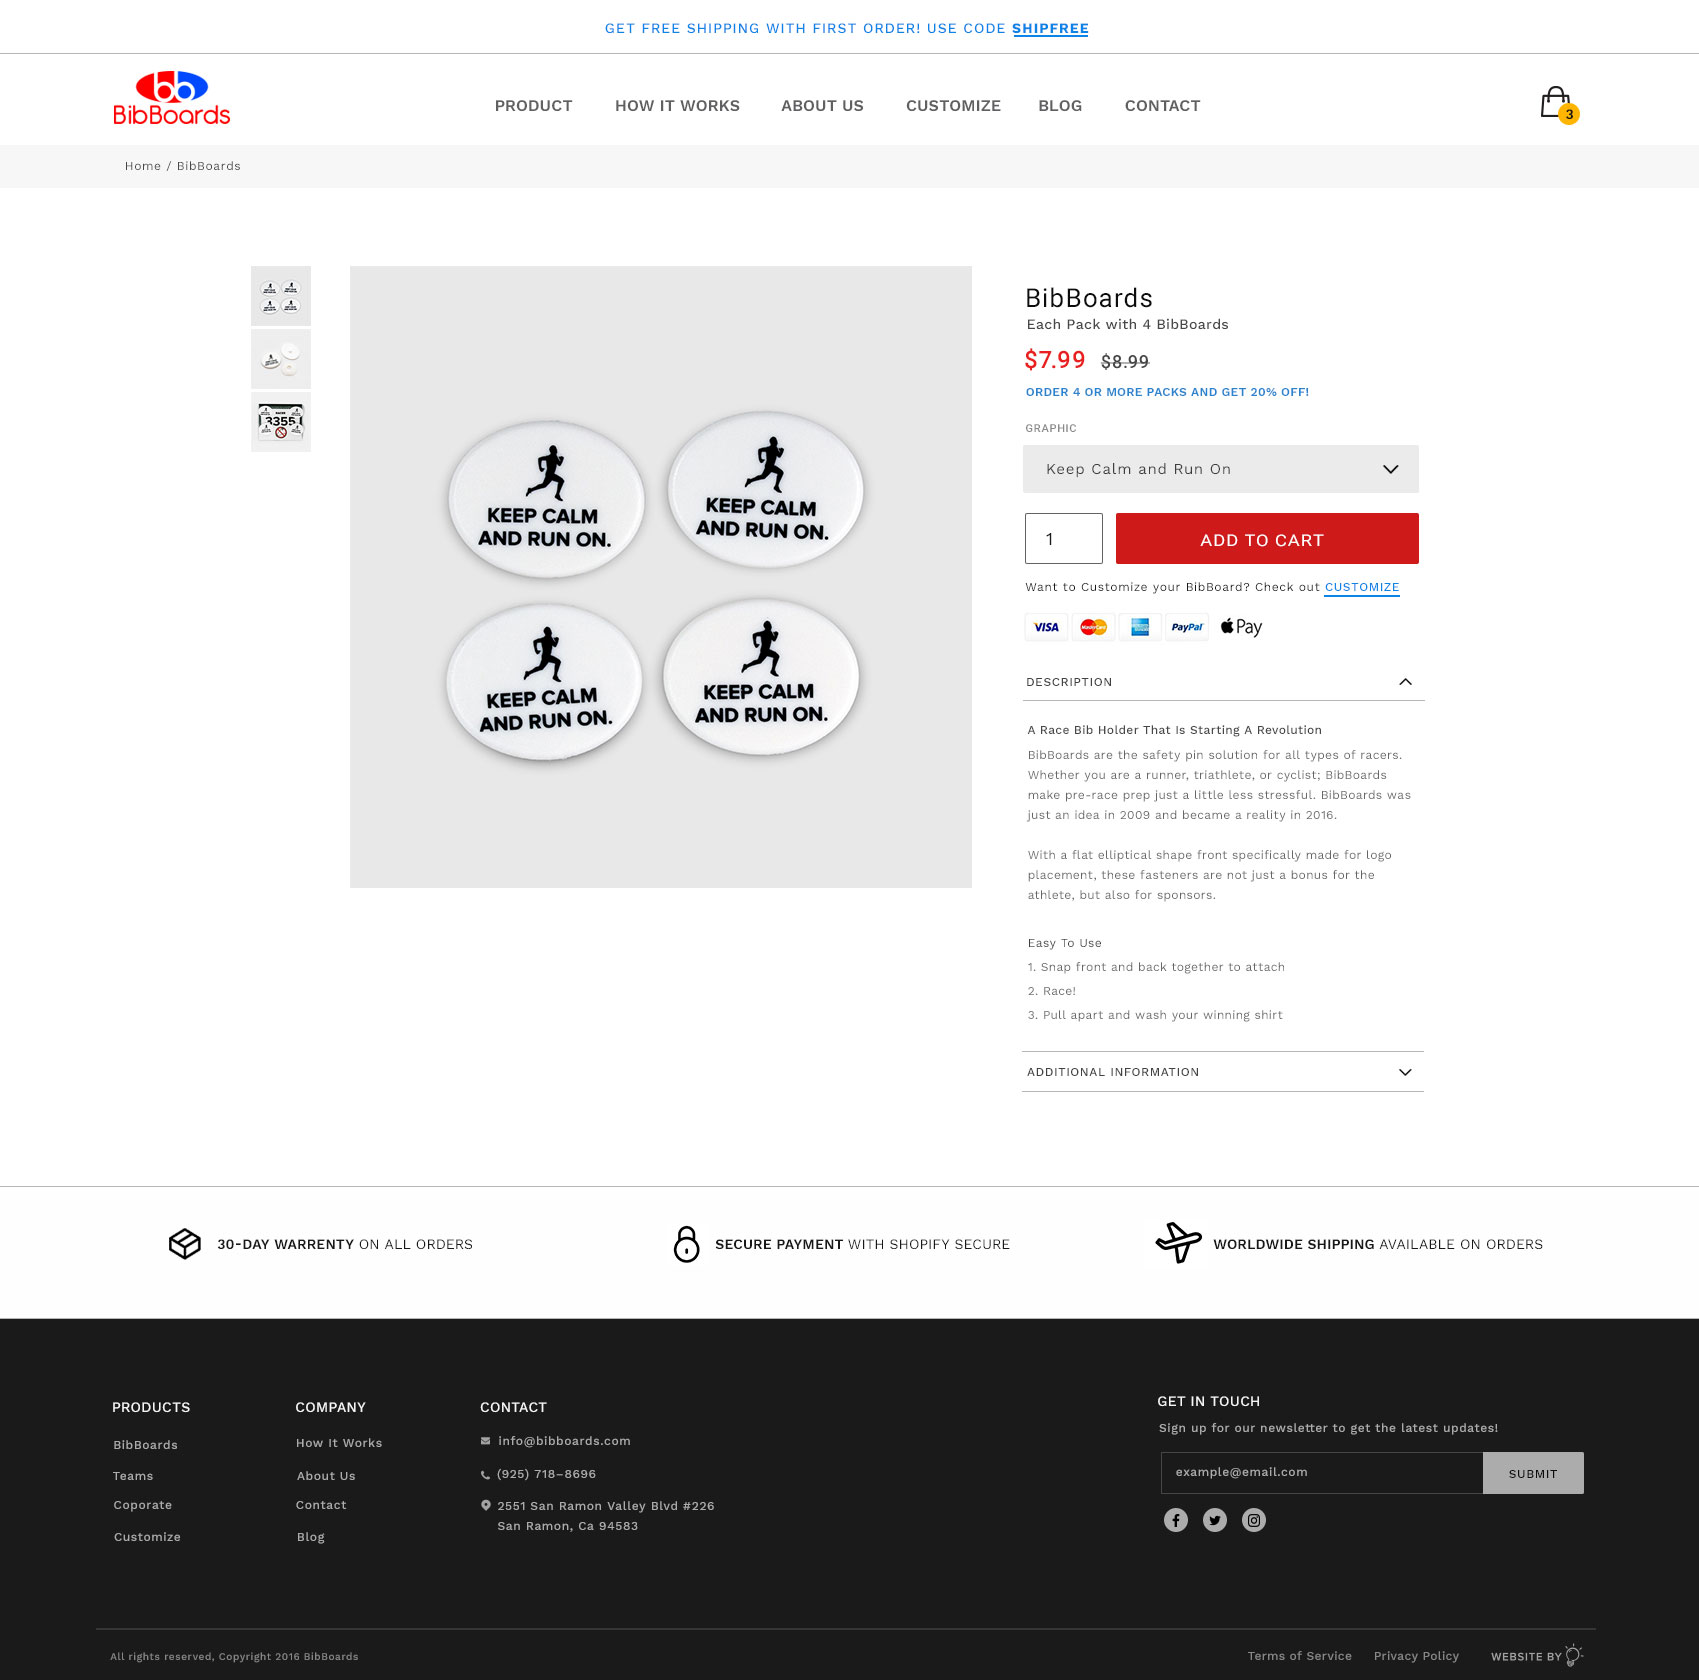 GET FREE SHIPPING WITH FIRST ORDER! USE CODE SHIPFREE
bb
BibBoards
PRODUCT HOW IT WORKS ABOUT US CUSTOMIZE BLOG CONTACT
3
Home / BibBoards
3355
KEEP CALM
AND RUN ON.
KEEP CALM
AND RUN ON.
KEEP CALM
AND RUN ON.
KEEP CALM
AND RUN ON.
BibBoards
Each Pack with 4 BibBoards
$7.99 $8.99
ORDER 4 OR MORE PACKS AND GET 20% OFF!
GRAPHIC
Keep Calm and Run On
1 ADD TO CART
Want to Customize your BibBoard? Check out CUSTOMIZE
VISA MasterCard PayPal Pay
DESCRIPTION
A Race Bib Holder That Is Starting A Revolution
BibBoards are the safety pin solution for all types of racers.
Whether you are a runner, triathlete, or cyclist; BibBoards
make pre-race prep just a little less stressful. BibBoards was
just an idea in 2009 and became a reality in 2016.
With a flat elliptical shape front specifically made for logo
placement, these fasteners are not just a bonus for the
athlete, but also for sponsors.
Easy To Use
1. Snap front and back together to attach
2. Race!
3. Pull apart and wash your winning shirt
ADDITIONAL INFORMATION
30-DAY WARRENTY ON ALL ORDERS
SECURE PAYMENT WITH SHOPIFY SECURE
WORLDWIDE SHIPPING AVAILABLE ON ORDERS
PRODUCTS
BibBoards
Teams
Coporate
Customize
COMPANY
How It Works
About Us
Contact
Blog
CONTACT
info@bibboards.com
(925) 718-8696
2551 San Ramon Valley Blvd #226
San Ramon, Ca 94583
GET IN TOUCH
Sign up for our newsletter to get the latest updates!
example@email.com SUBMIT
All rights reserved, Copyright 2016 BibBoards
Terms of Service Privacy Policy WEBSITE BY